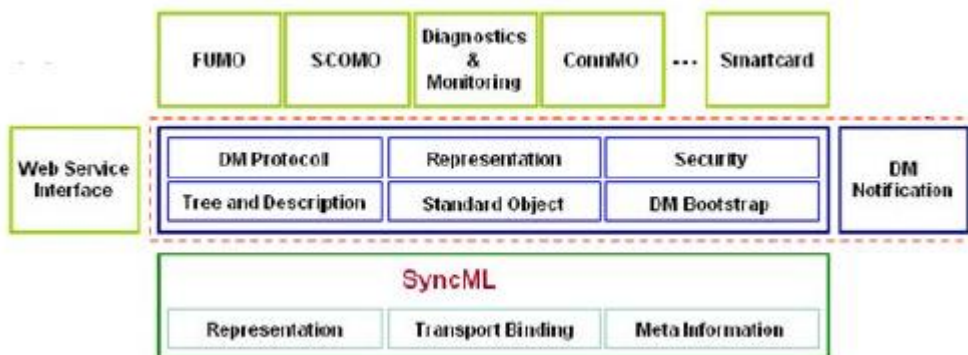 FUMO
SCOMO
Diagnostics
&
Monitoring
ConnMO
...
Smartcard
Web Service
Interface
DM Protocoll
Representation
Security
Tree and Description
Standard Object
DM Bootstrap
DM
Notification
SyncML
Representation
Transport Binding
Meta Information